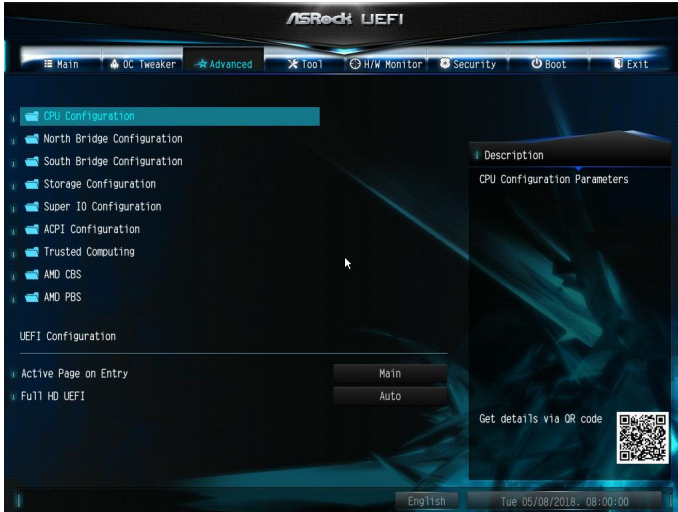 ASRock UEFI
Main OC Tweaker Advanced Tool H/W Monitor Security Boot Exit
CPU Configuration
North Bridge Configuration
South Bridge Configuration
Storage Configuration
Super IO Configuration
ACPI Configuration
Trusted Computing
AMD CBS
AMD PBS
UEFI Configuration
Active Page on Entry Main
Full HD UEFI Auto
Description
CPU Configuration Parameters
Get details via QR code
English Tue 05/08/2018. 08:00:00